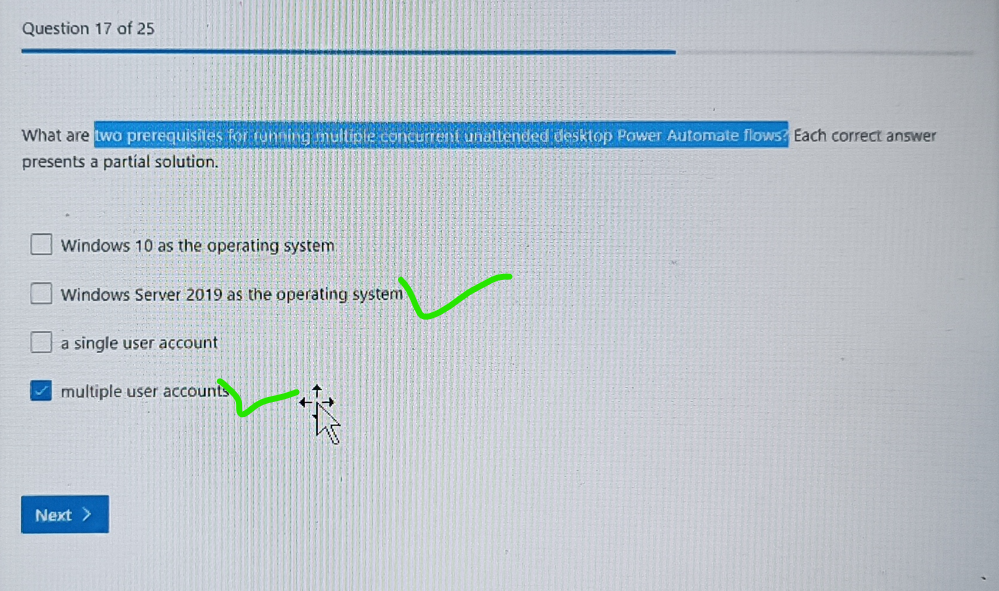 Question 17 of 25
What are two prerequisites for running multiple concurrent unattended desktop Power Automate flows? Each correct answer
presents a partial solution.
Windows 10 as the operating system
Windows Server 2019 as the operating system
a single user account
multiple user accounts
Next